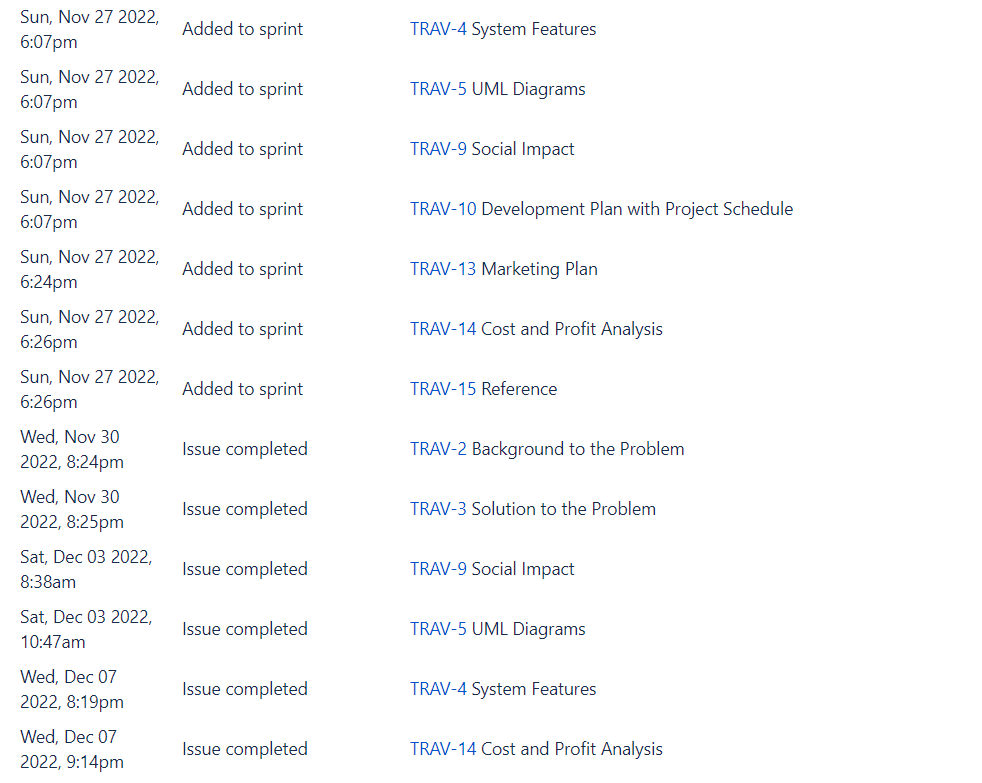 Sun, Nov 27 2022, 6:07pm Added to sprint TRAV-4 System Features
Sun, Nov 27 2022, 6:07pm Added to sprint TRAV-5 UML Diagrams
Sun, Nov 27 2022, 6:07pm Added to sprint TRAV-9 Social Impact
Sun, Nov 27 2022, 6:07pm Added to sprint TRAV-10 Development Plan with Project Schedule
Sun, Nov 27 2022, 6:24pm Added to sprint TRAV-13 Marketing Plan
Sun, Nov 27 2022, 6:26pm Added to sprint TRAV-14 Cost and Profit Analysis
Sun, Nov 27 2022, 6:26pm Added to sprint TRAV-15 Reference
Wed, Nov 30 2022, 8:24pm Issue completed TRAV-2 Background to the Problem
Wed, Nov 30 2022, 8:25pm Issue completed TRAV-3 Solution to the Problem
Sat, Dec 03 2022, 8:38am Issue completed TRAV-9 Social Impact
Sat, Dec 03 2022, 10:47am Issue completed TRAV-5 UML Diagrams
Wed, Dec 07 2022, 8:19pm Issue completed TRAV-4 System Features
Wed, Dec 07 2022, 9:14pm Issue completed TRAV-14 Cost and Profit Analysis